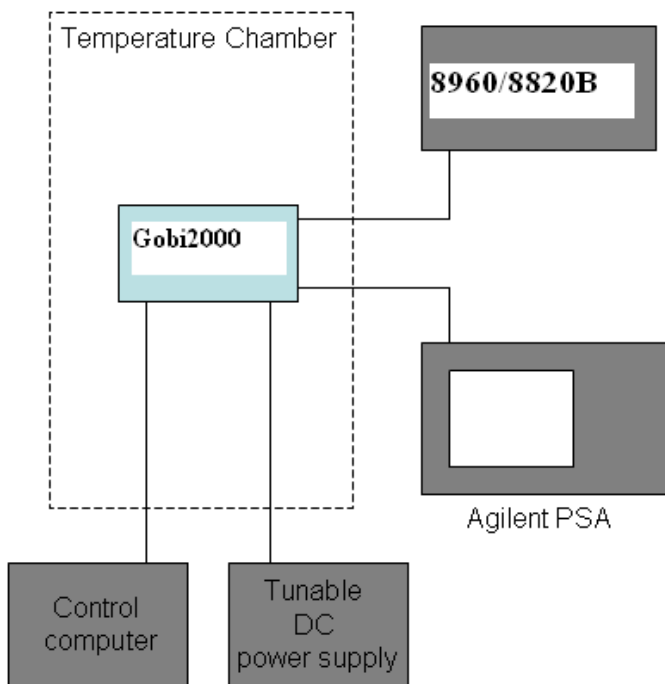 Temperature Chamber
8960/8820B
Gobi2000
Agilent PSA
Control
computer
Tunable
DC
power supply